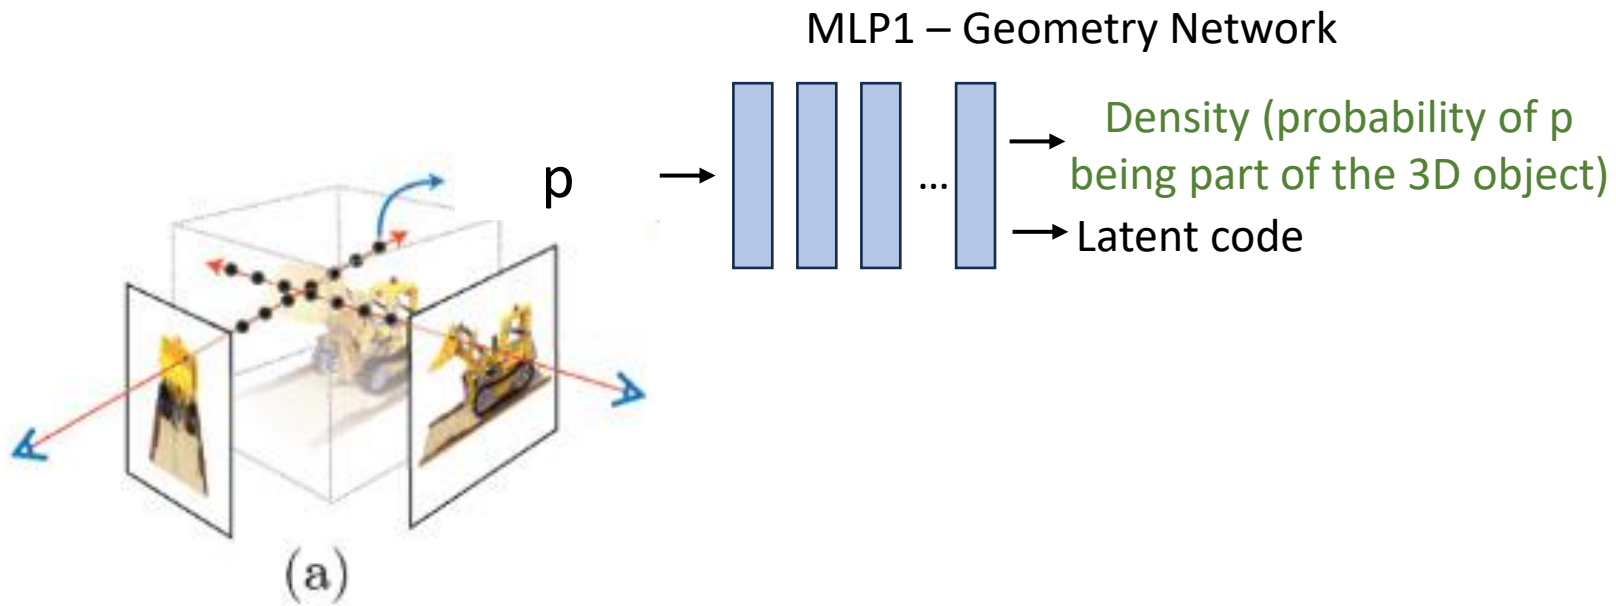 MLP1 – Geometry Network
Density (probability of p
being part of the 3D object)
p
...
Latent code
(a)